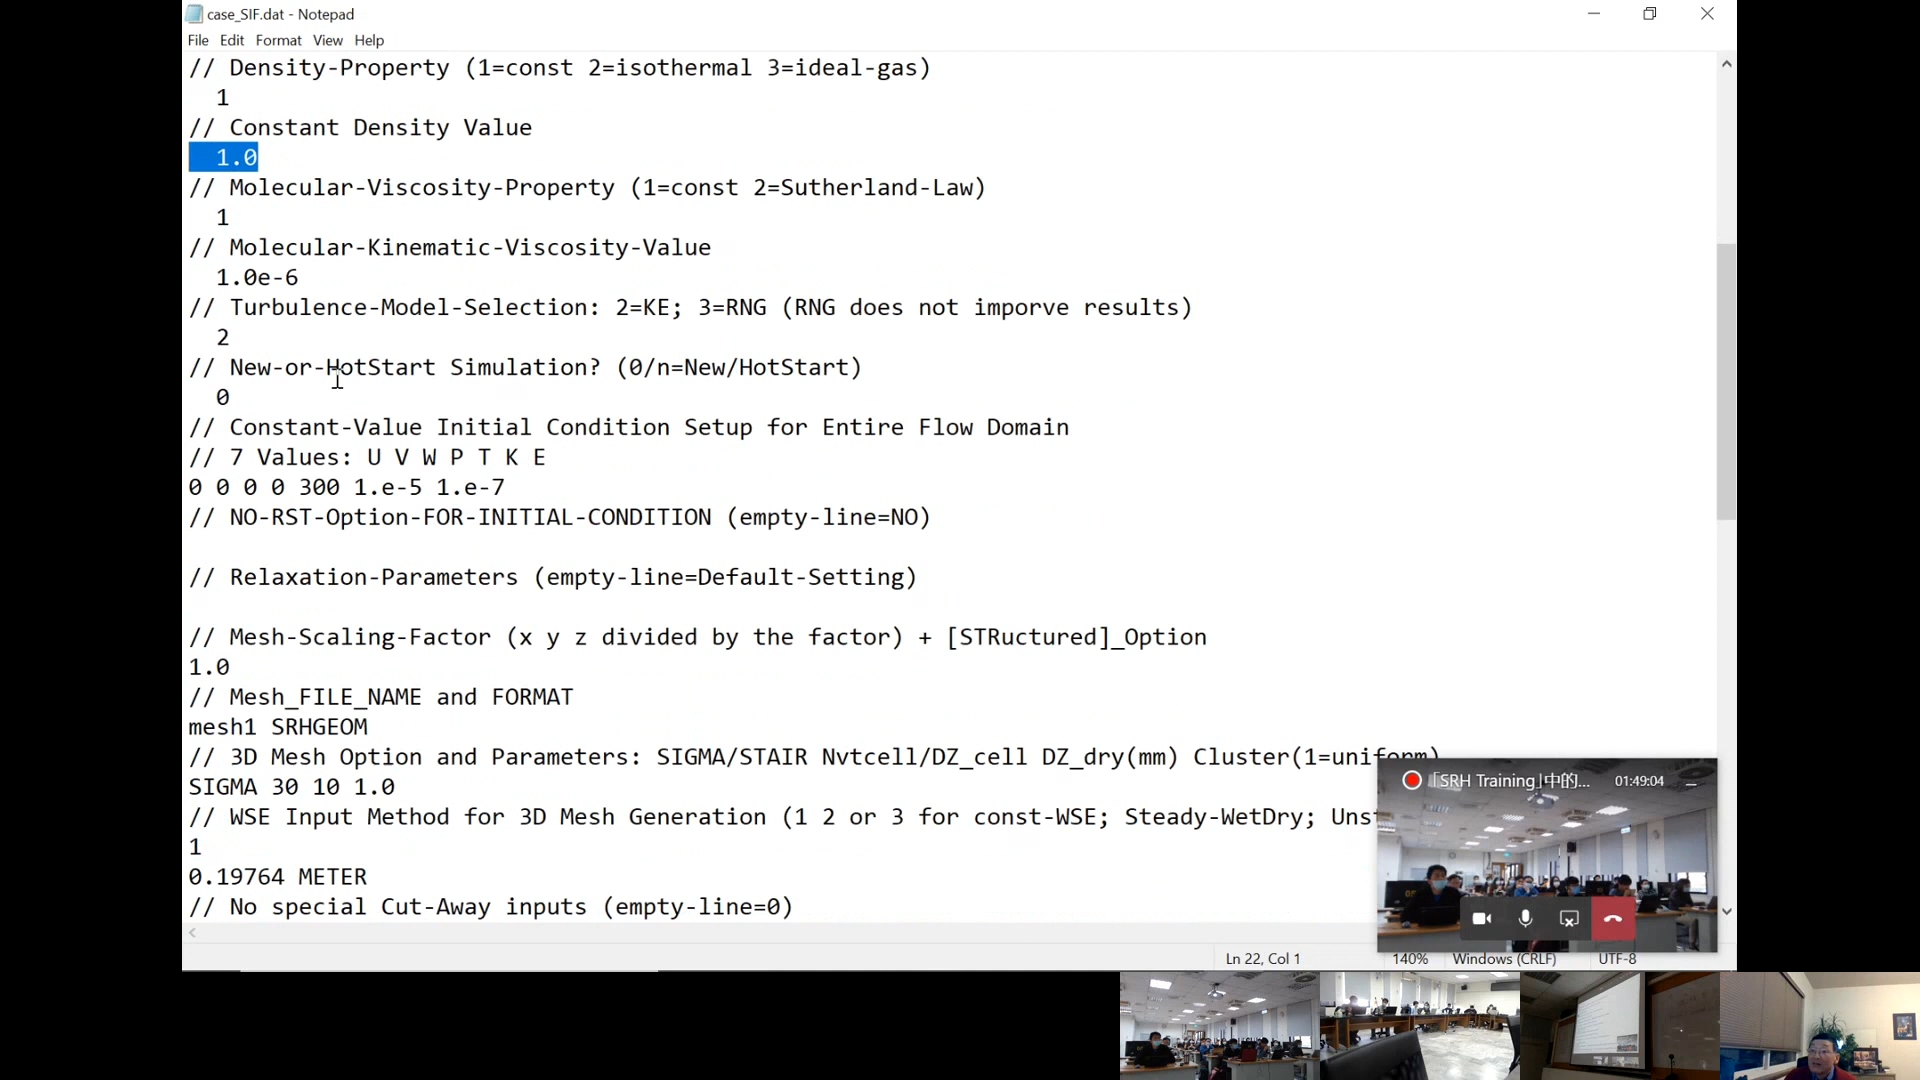 case_SIF.dat - Notepad
File Edit Format View Help
// Density-Property (1=const 2=isothermal 3=ideal-gas)
1
// Constant Density Value
1.0
// Molecular-Viscosity-Property (1=const 2=Sutherland-Law)
1
// Molecular-Kinematic-Viscosity-Value
1.0e-6
// Turbulence-Model-Selection: 2=KE; 3=RNG (RNG does not imporve results)
2
// New-or-HotStart Simulation? (0/n=New/HotStart)
0
// Constant-Value Initial Condition Setup for Entire Flow Domain
// 7 Values: U V W P T K E
0 0 0 0 300 1.e-5 1.e-7
// NO-RST-Option-FOR-INITIAL-CONDITION (empty-line=NO)
// Relaxation-Parameters (empty-line=Default-Setting)
// Mesh-Scaling-Factor (x y z divided by the factor) + [STRuctured]_Option
1.0
// Mesh_FILE_NAME and FORMAT
mesh1 SRHGEOM
// 3D Mesh Option and Parameters: SIGMA/STAIR Nvtcell/DZ_cell DZ_dry(mm) Cluster(1=uniform)
SIGMA 30 10 1.0
// WSE Input Method for 3D Mesh Generation (1 2 or 3 for const-WSE; Steady-WetDry; Uns
1
0.19764 METER
// No special Cut-Away inputs (empty-line=0)
「SRH Training」中的... 01:49:04
Ln 22, Col 1 140% Windows (CRLF) UTF-8